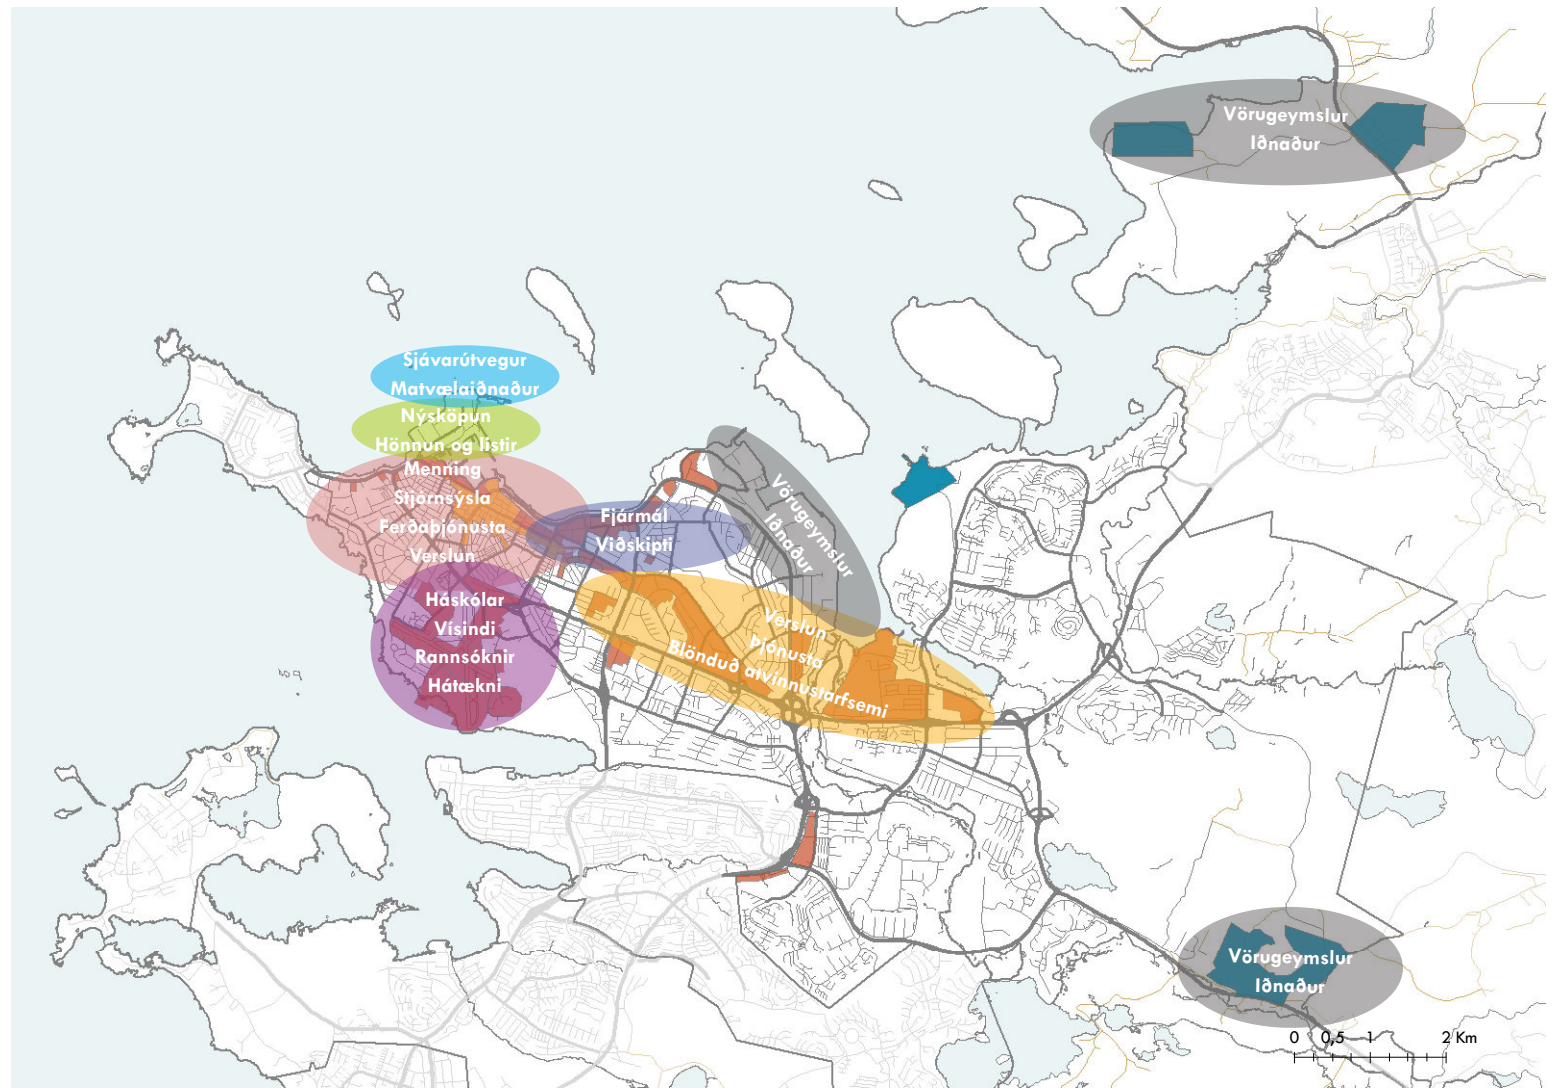 Vörugeymslur
Iðnaður
Sjávarútvegur
Matvælaiðnaður
Nýsköpun
Hönnun og listir
Menning
Stjórnsýsla
Ferðaþjónusta
Verslun
Fjármál
Viðskipti
Vörugeymslur
Iðnaður
Háskólar
Vísindi
Rannsóknir
Hátækni
Verslun
Þjónusta
Blönduð atvinnustarfsemi
Vörugeymslur
Iðnaður
0 0,5 1 2 Km